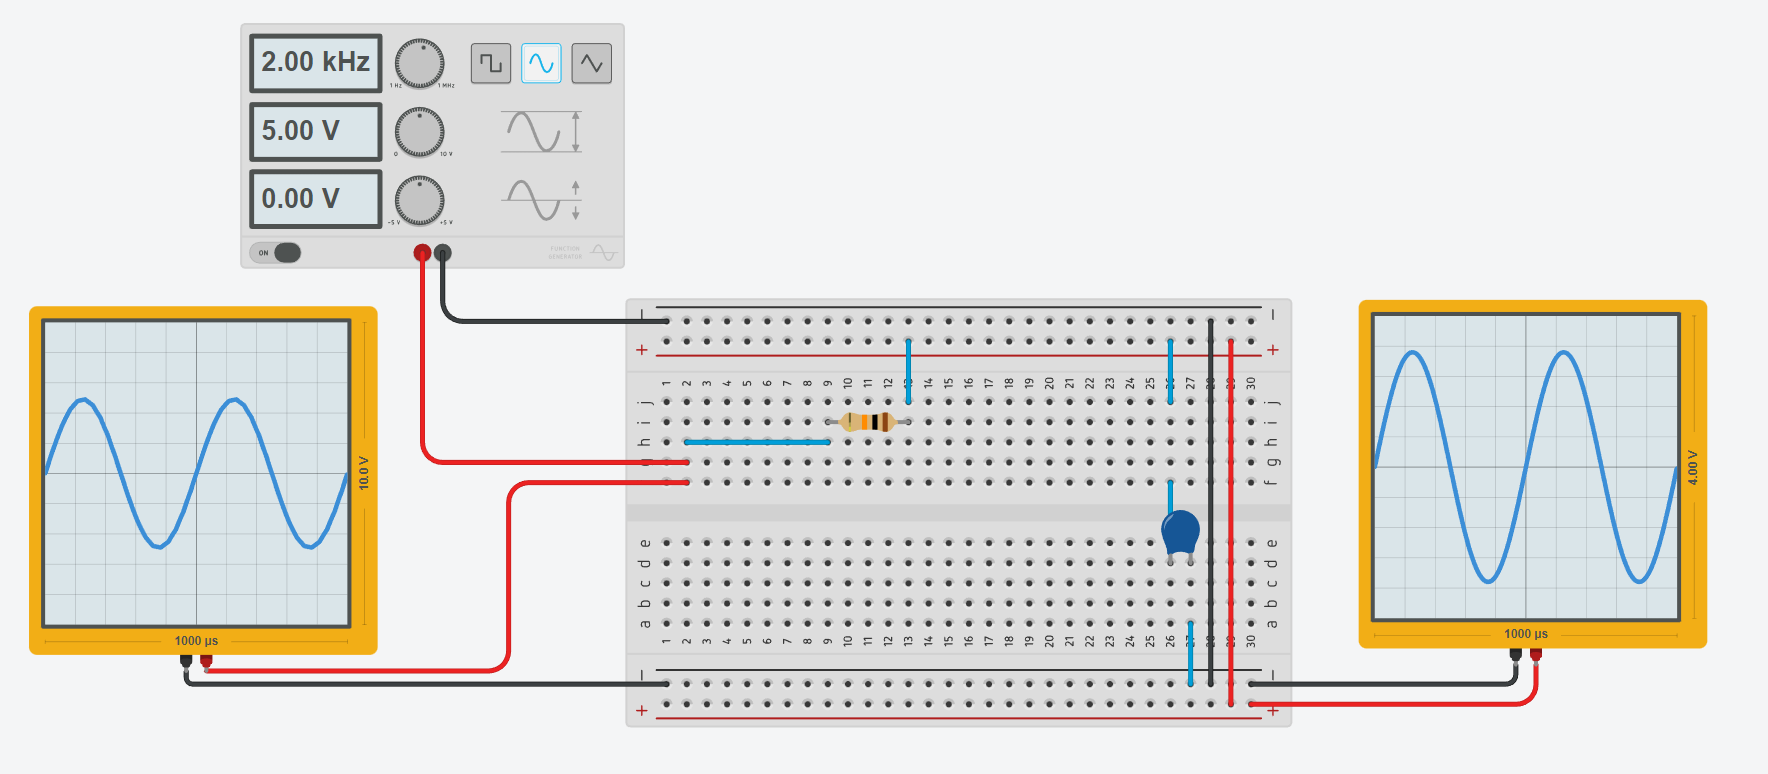 2.00 kHz
1 Hz 1 MHz
5.00 V
0 10 V
0.00 V
-5 V +5 V
ON
FUNCTION
GENERATOR
10.0 V
1000 µs
4.00 V
1000 µs
+ +
1 2 3 4 5 6 7 8 9 10 11 12 13 14 15 16 17 18 19 20 21 22 23 24 25 26 27 28 29 30
j j
i i
h h
g g
f f
e e
d d
c c
b b
a a
1 2 3 4 5 6 7 8 9 10 11 12 13 14 15 16 17 18 19 20 21 22 23 24 25 26 27 28 29 30
+ +